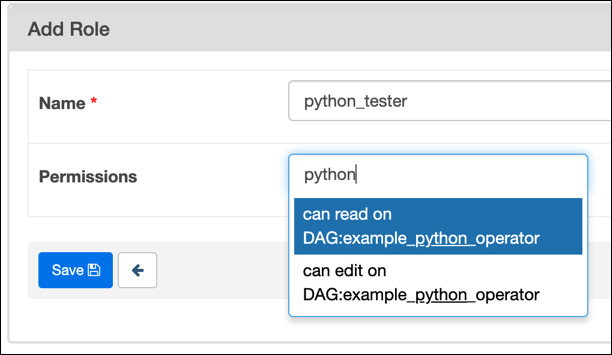 Add Role
Name *
python_tester
Permissions
python
can read on
DAG:example_python_operator
can edit on
DAG:example_python_operator
Save